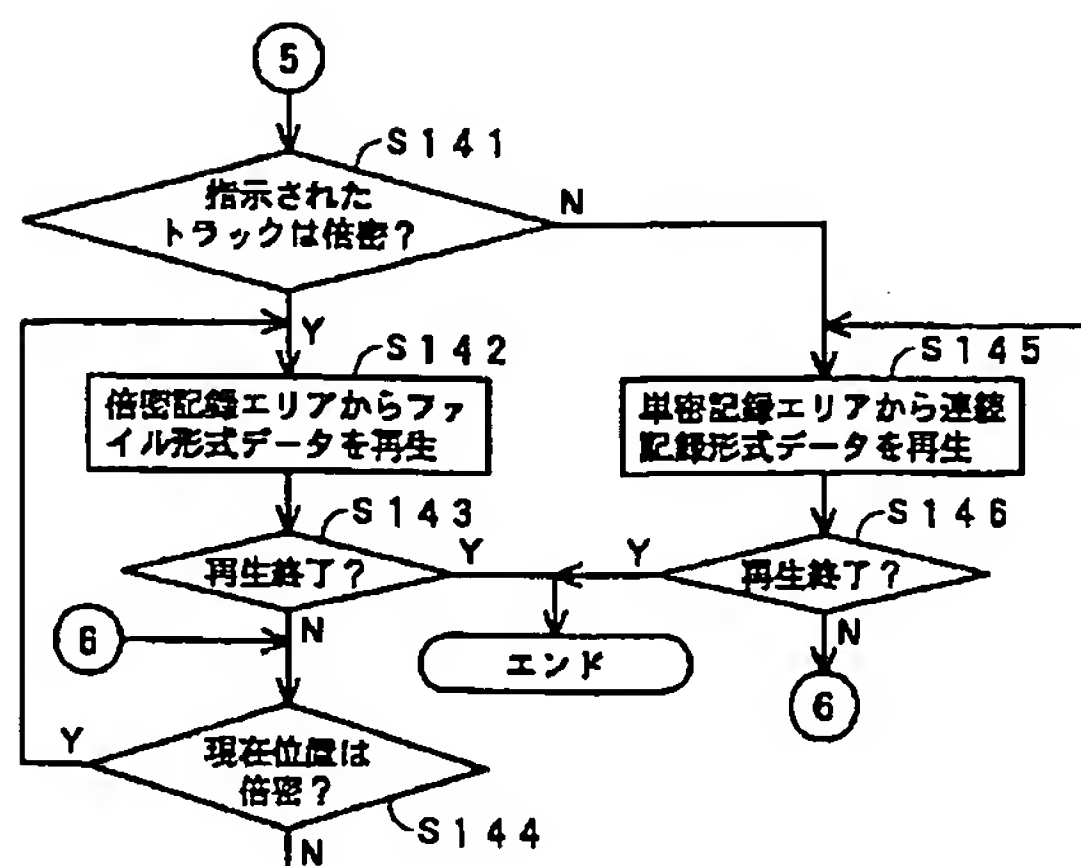 5
S141
指示された
トラックは倍密?
N
Y
S142
倍密記録エリアからファ
イル形式データを再生
S145
単密記録エリアから連続
記録形式データを再生
S143
再生終了?
Y
N
S146
再生終了?
Y
N
エンド
6
6
現在位置は
倍密?
Y
S144
N